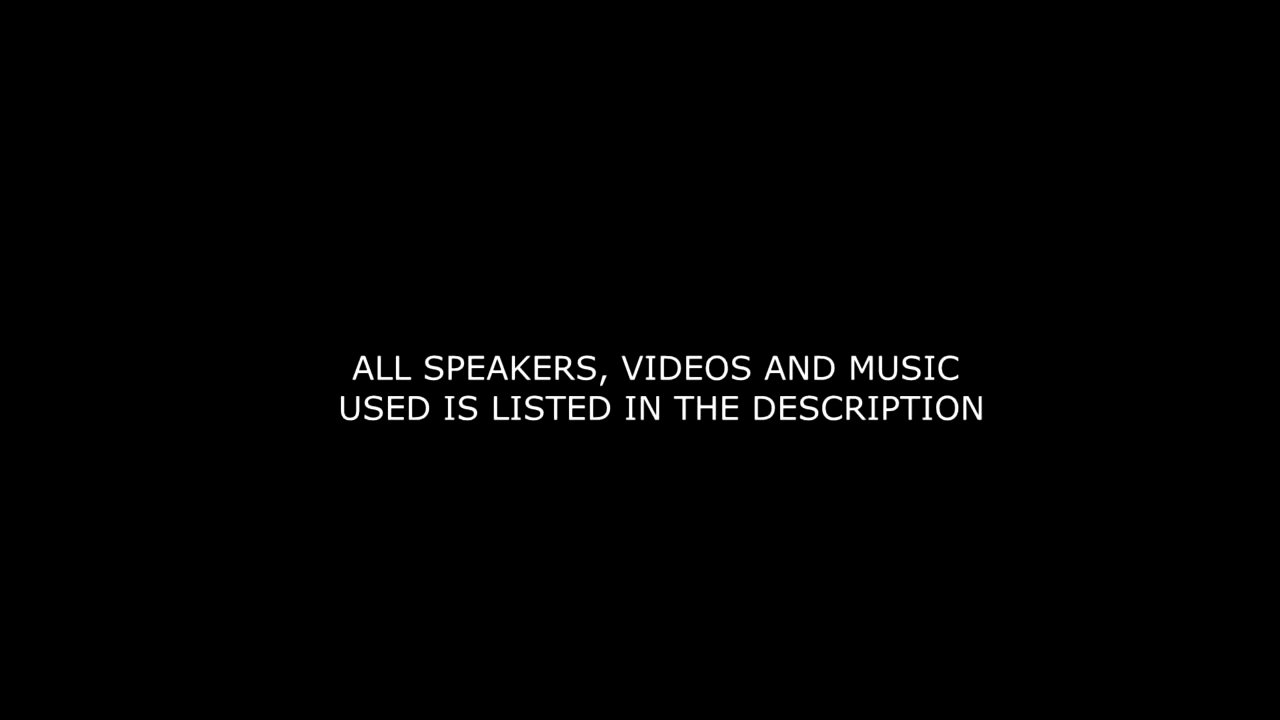 ALL SPEAKERS, VIDEOS AND MUSIC
USED IS LISTED IN THE DESCRIPTION